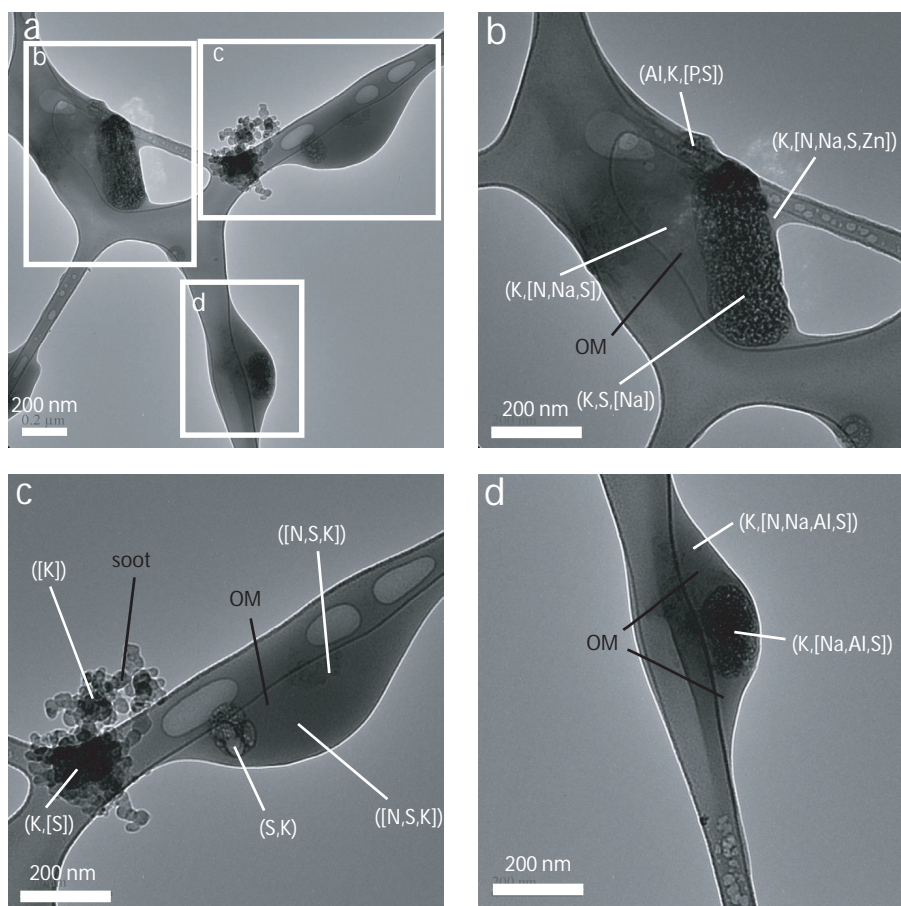 a
b
c
d
200 nm
0.2 µm
b
(Al,K,[P,S])
(K,[N,Na,S,Zn])
(K,[N,Na,S])
OM
(K,S,[Na])
200 nm
c
([K])
soot
([N,S,K])
OM
(K,[S])
(S,K)
([N,S,K])
200 nm
d
(K,[N,Na,Al,S])
OM
(K,[Na,Al,S])
200 nm